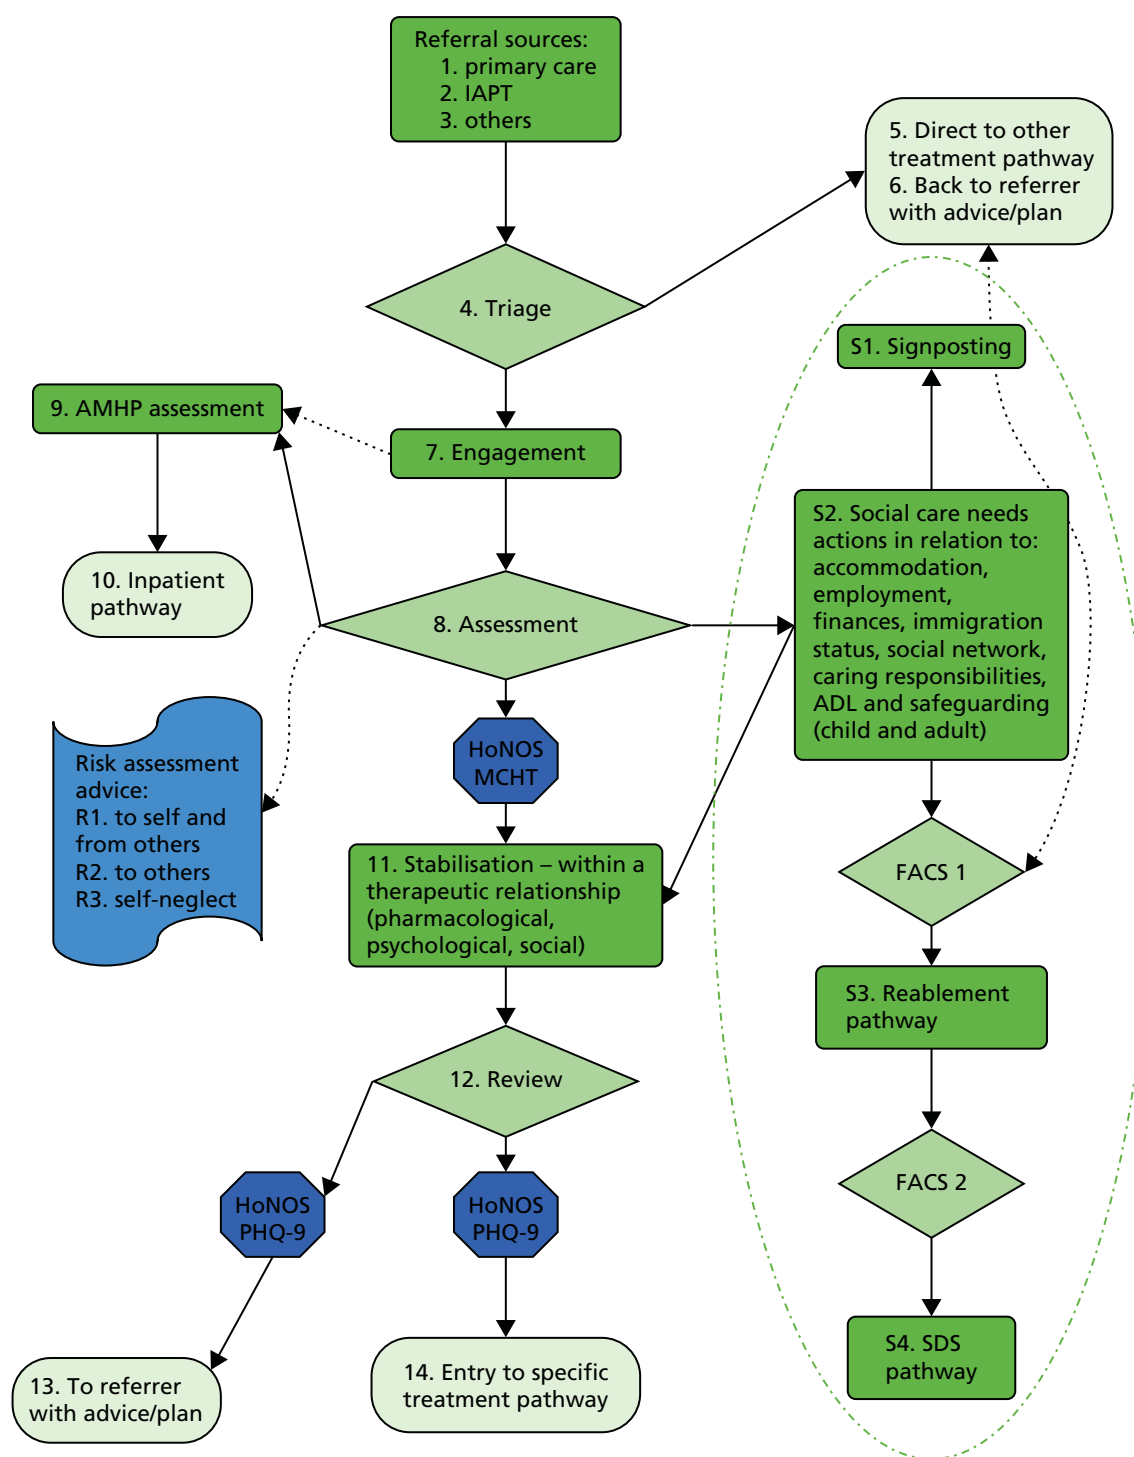 Referral sources:
1. primary care
2. IAPT
3. others
5. Direct to other
treatment pathway
6. Back to referrer
with advice/plan
4. Triage
S1. Signposting
9. AMHP assessment
7. Engagement
S2. Social care needs
actions in relation to:
accommodation,
employment,
finances, immigration
status, social network,
caring responsibilities,
ADL and safeguarding
(child and adult)
10. Inpatient
pathway
8. Assessment
HoNOS
MCHT
Risk assessment
advice:
R1. to self and
from others
R2. to others
R3. self-neglect
11. Stabilisation – within a
therapeutic relationship
(pharmacological,
psychological, social)
FACS 1
S3. Reablement
pathway
12. Review
HoNOS
PHQ-9
HoNOS
PHQ-9
FACS 2
S4. SDS
pathway
13. To referrer
with advice/plan
14. Entry to specific
treatment pathway